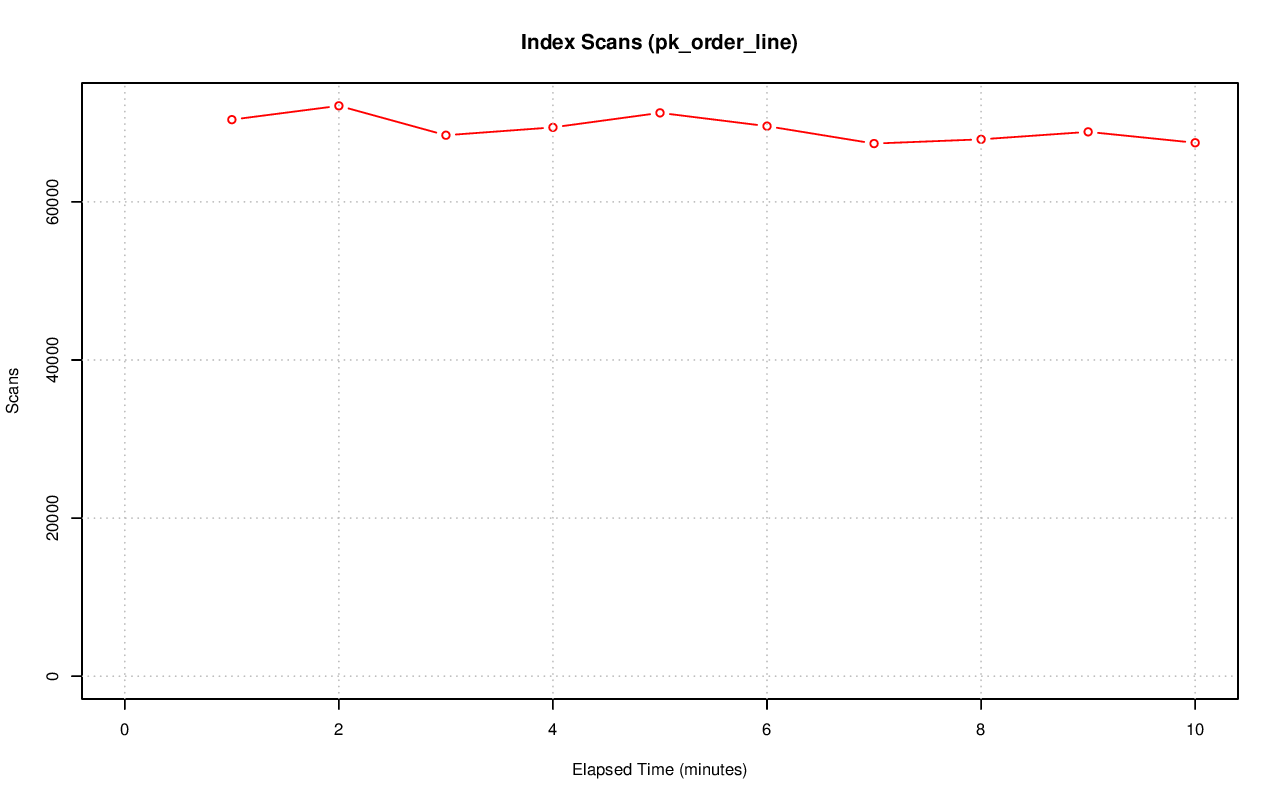 Index Scans (pk_order_line)
Scans
60000
40000
20000
0
0 2 4 6 8 10
Elapsed Time (minutes)